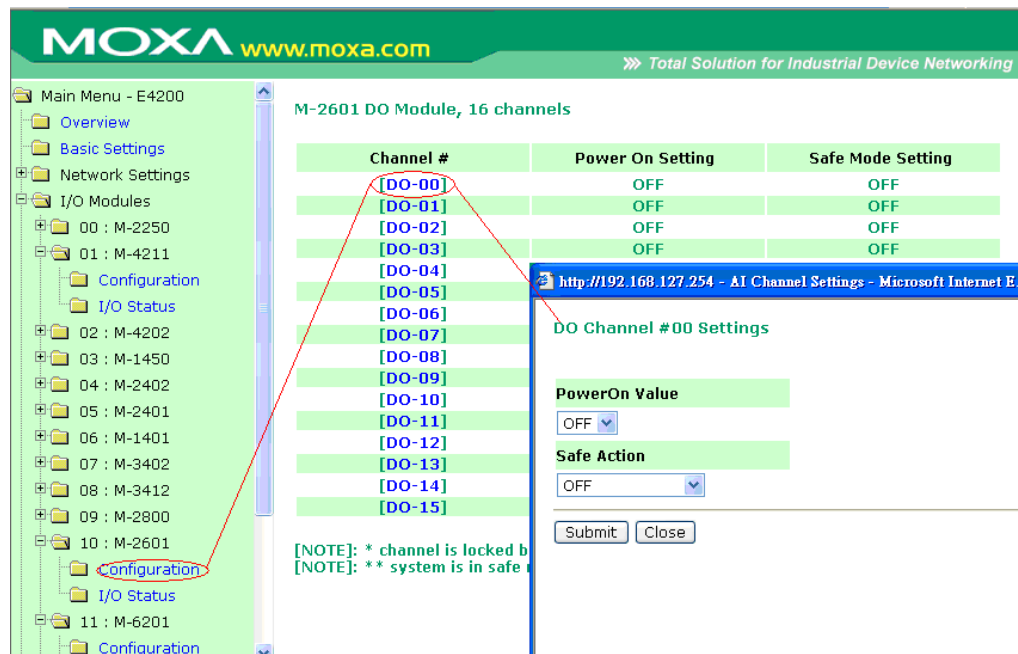 MOXA www.moxa.com
Total Solution for Industrial Device Networking
Main Menu - E4200
Overview
Basic Settings
Network Settings
I/O Modules
00 : M-2250
01 : M-4211
Configuration
I/O Status
02 : M-4202
03 : M-1450
04 : M-2402
05 : M-2401
06 : M-1401
07 : M-3402
08 : M-3412
09 : M-2800
10 : M-2601
Configuration
I/O Status
11 : M-6201
Configuration
M-2601 DO Module, 16 channels
Channel # Power On Setting Safe Mode Setting
[DO-00] OFF OFF
[DO-01] OFF OFF
[DO-02] OFF OFF
[DO-03] OFF OFF
[DO-04]
[DO-05]
[DO-06]
[DO-07]
[DO-08]
[DO-09]
[DO-10]
[DO-11]
[DO-12]
[DO-13]
[DO-14]
[DO-15]
[NOTE]: * channel is locked b
[NOTE]: ** system is in safe
http://192.168.127.254 - AI Channel Settings - Microsoft Internet E
DO Channel #00 Settings
PowerOn Value
OFF
Safe Action
OFF
Submit Close